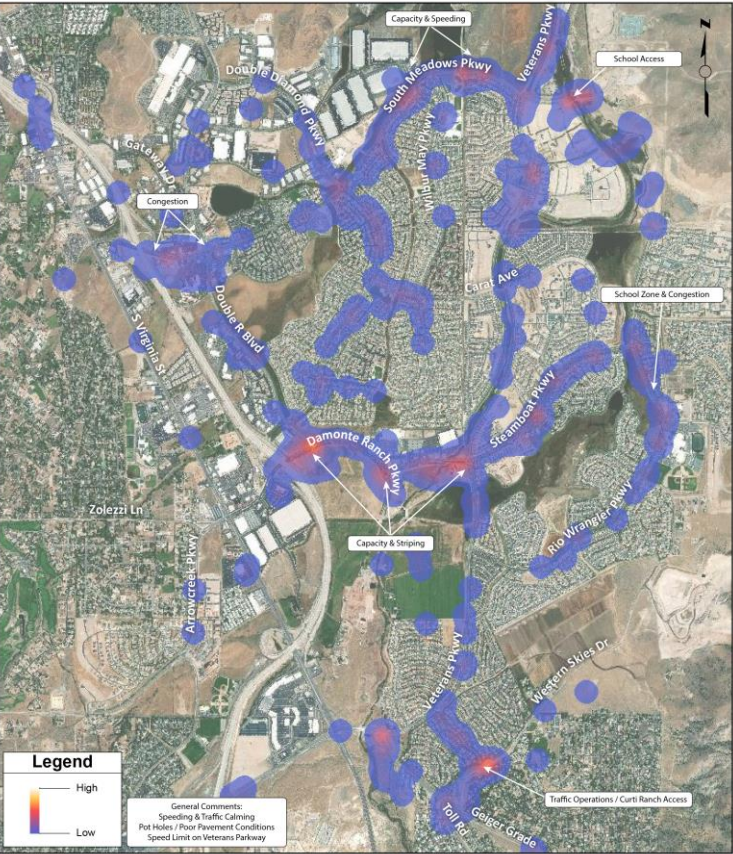 Capacity & Speeding
Veterans Pkwy
School Access
Z
Double Diamond Pkwy
South Meadows Pkwy
Gateway Dr
Wilbur May Pkwy
Congestion
Carat Ave
School Zone & Congestion
S Virginia St
Double R Blvd
Steamboat Pkwy
Damonte Ranch Pkwy
Rio Wrangler Pkwy
Zolezzi Ln
Capacity & Striping
Arrowcreek Pkwy
Veterans Pkwy
Western Skies Dr
Legend
High
Low
General Comments:
Speeding & Traffic Calming
Pot Holes / Poor Pavement Conditions
Speed Limit on Veterans Parkway
Traffic Operations / Curti Ranch Access
Toll Rd
Geiger Grade